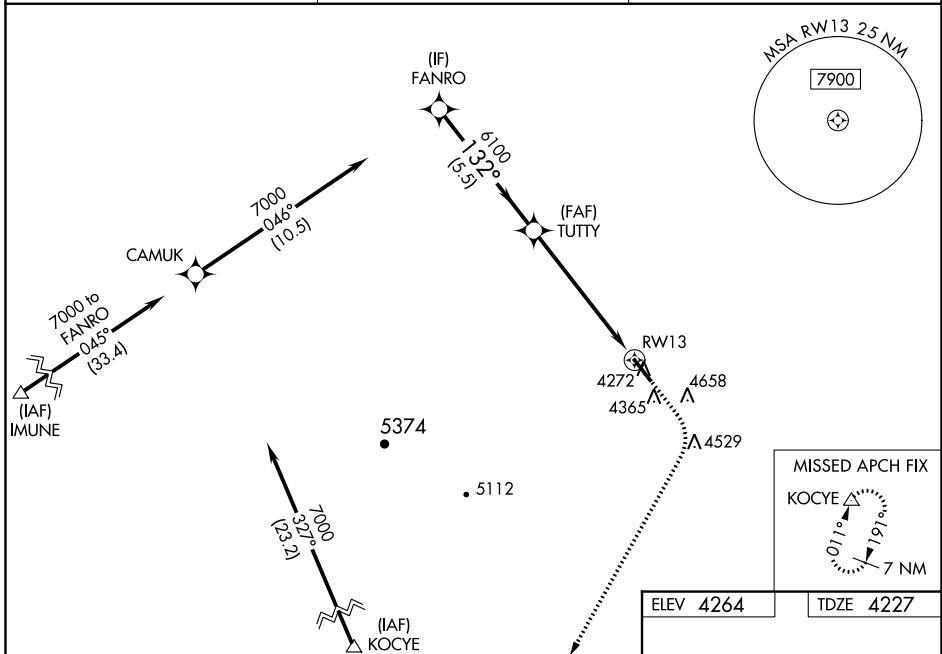 MSA RW13 25 NM
7900
(IF)
FANRO
6100
132°
(5.5)
(FAF)
TUTTY
7000
046°
(10.5)
CAMUK
7000 to
FANRO
045°
(33.4)
(IAF)
IMUNE
RW13
4272
4365
4658
4529
5374
5112
7000
327°
(23.2)
(IAF)
KOCYE
MISSED APCH FIX
KOCYE
011°
191°
7 NM
ELEV 4264
TDZE 4227